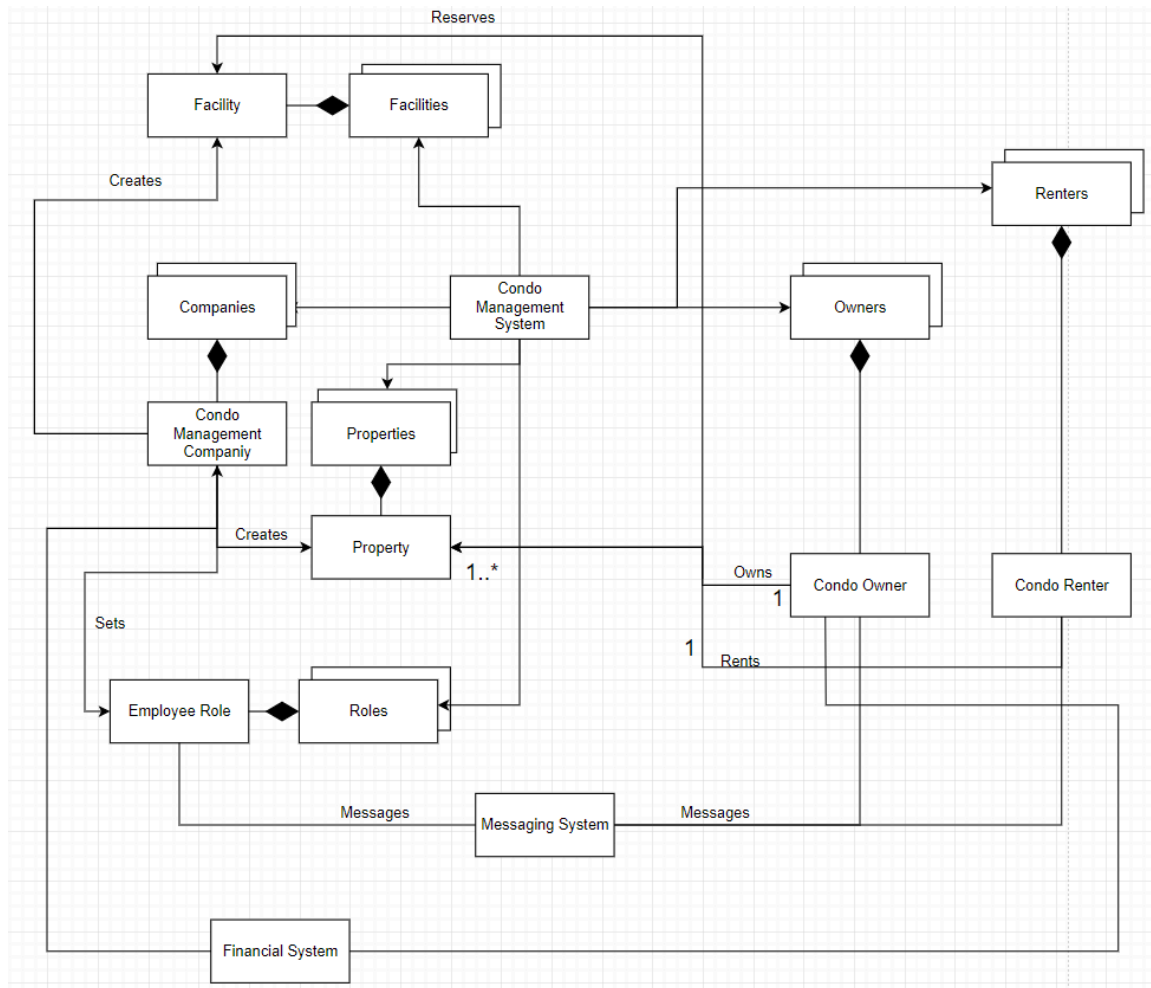 Reserves
Facility
Facilities
Creates
Renters
Companies
Condo
Management
System
Owners
Condo
Management
Companiy
Properties
Creates
Property
1..*
Owns
1
Condo Owner
Condo Renter
Sets
1
Rents
Employee Role
Roles
Messages
Messaging System
Messages
Financial System